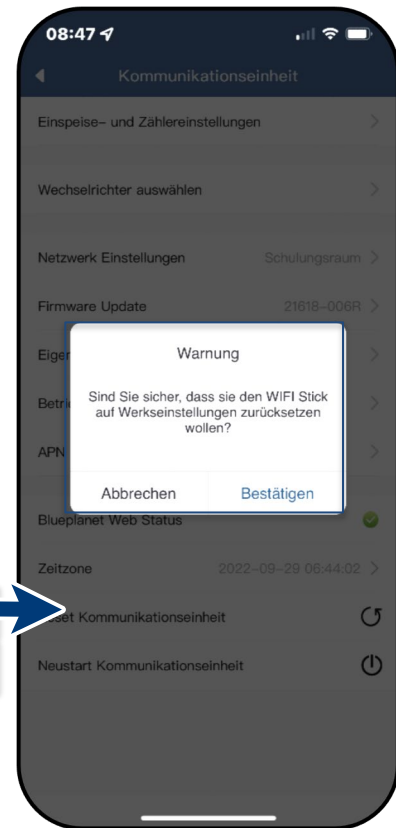 08:47
Kommunikationseinheit
Einspeise- und Zählereinstellungen
Wechselrichter auswählen
Netzwerk Einstellungen Schulungsraum
Firmware Update 21618-006R
Warnung
Sind Sie sicher, dass sie den WIFI Stick
auf Werkseinstellungen zurücksetzen
wollen?
APN
Abbrechen Bestätigen
Blueplanet Web Status
Zeitzone 2022-09-29 06:44:02
Kommunikationseinheit
Neustart Kommunikationseinheit